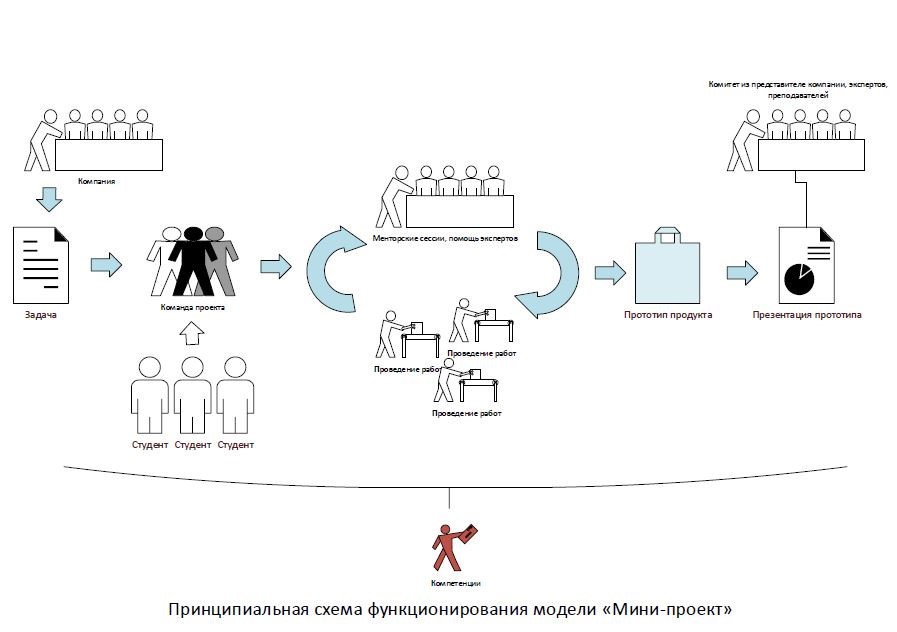 Комитет из представителе компании, экспертов,
преподавателей
Компания
Менторские сессии, помощь экспертов
Задача
Команда проекта
Прототип продукта
Презентация прототипа
Проведение работ
Проведение работ
Проведение работ
Студент Студент Студент
Компетенции
Принципиальная схема функционирования модели «Мини-проект»